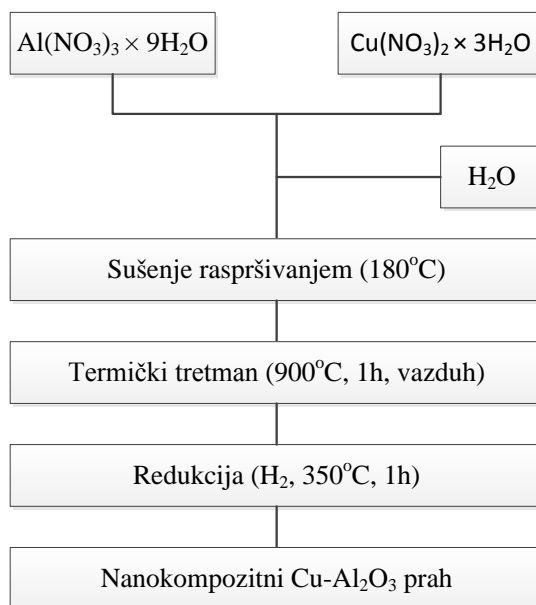 Al(NO₃)₃ × 9H₂O
Cu(NO₃)₂ × 3H₂O
H₂O
Sušenje raspršivanjem (180°C)
Termički tretman (900°C, 1h, vazduh)
Redukcija (H₂, 350°C, 1h)
Nanokompozitni Cu-Al₂O₃ prah